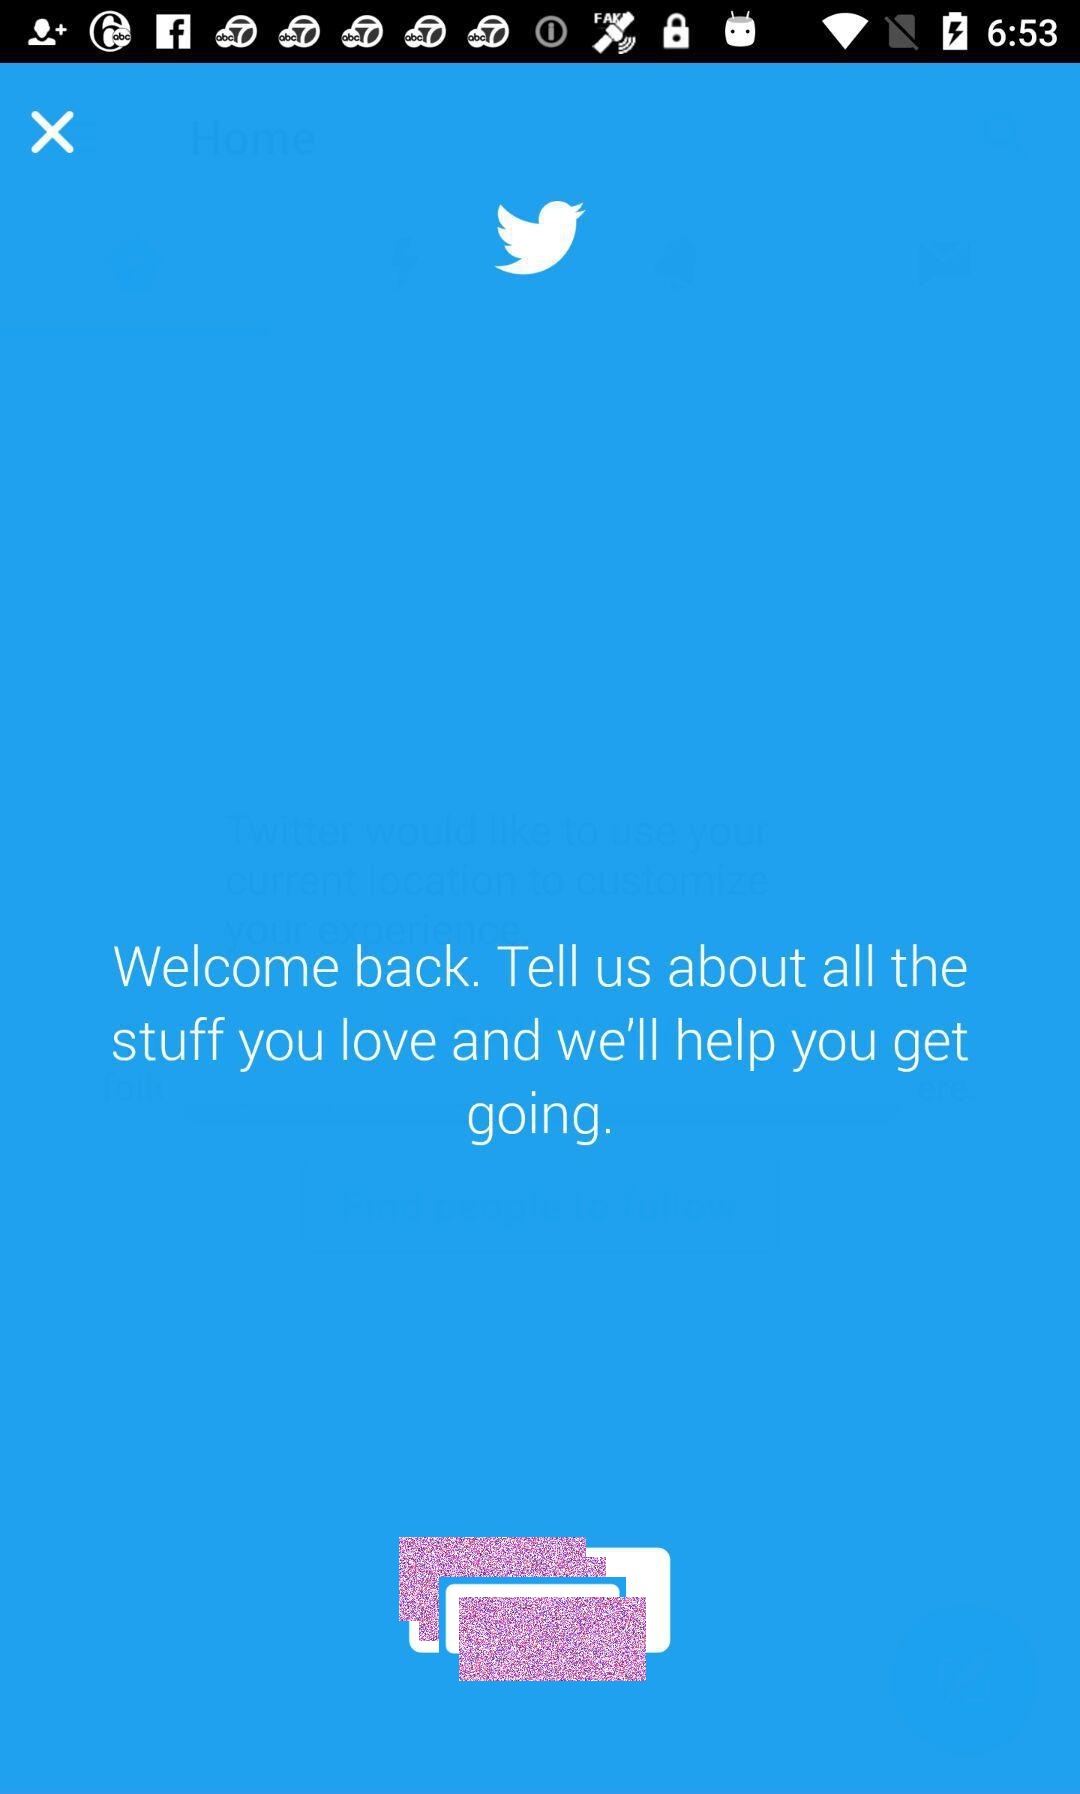 6:53
Home
Twitter would like to use your
current location to customize
your experience
Welcome back. Tell us about all the
stuff you love and we'll help you get
going.
Find people to follow